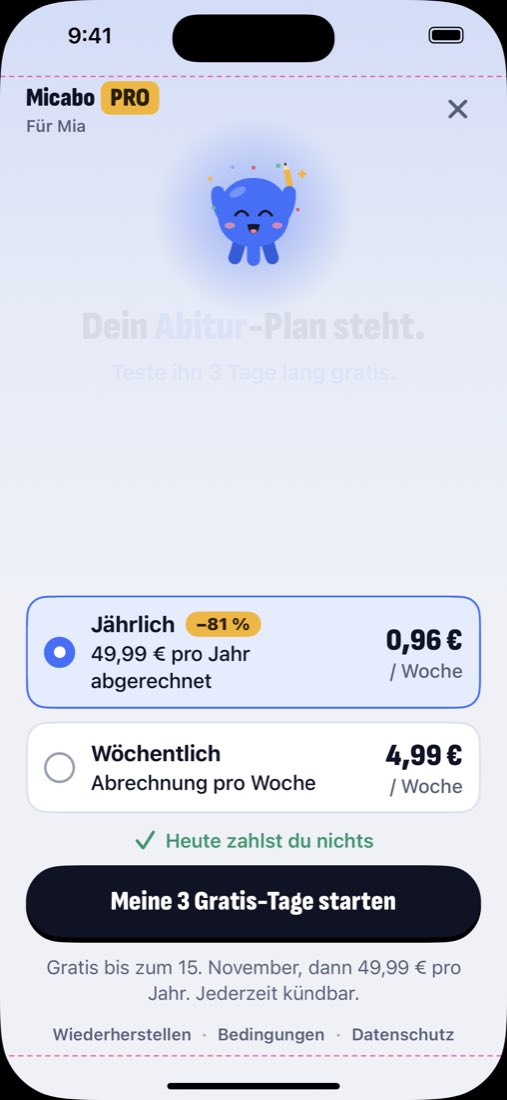 9:41
Micabo PRO
Für Mia
Dein Abitur-Plan steht.
Teste ihn 3 Tage lang gratis.
Jährlich −81 %
49,99 € pro Jahr
abgerechnet
0,96 €
/ Woche
Wöchentlich
Abrechnung pro Woche
4,99 €
/ Woche
Heute zahlst du nichts
Meine 3 Gratis-Tage starten
Gratis bis zum 15. November, dann 49,99 € pro
Jahr. Jederzeit kündbar.
Wiederherstellen · Bedingungen · Datenschutz